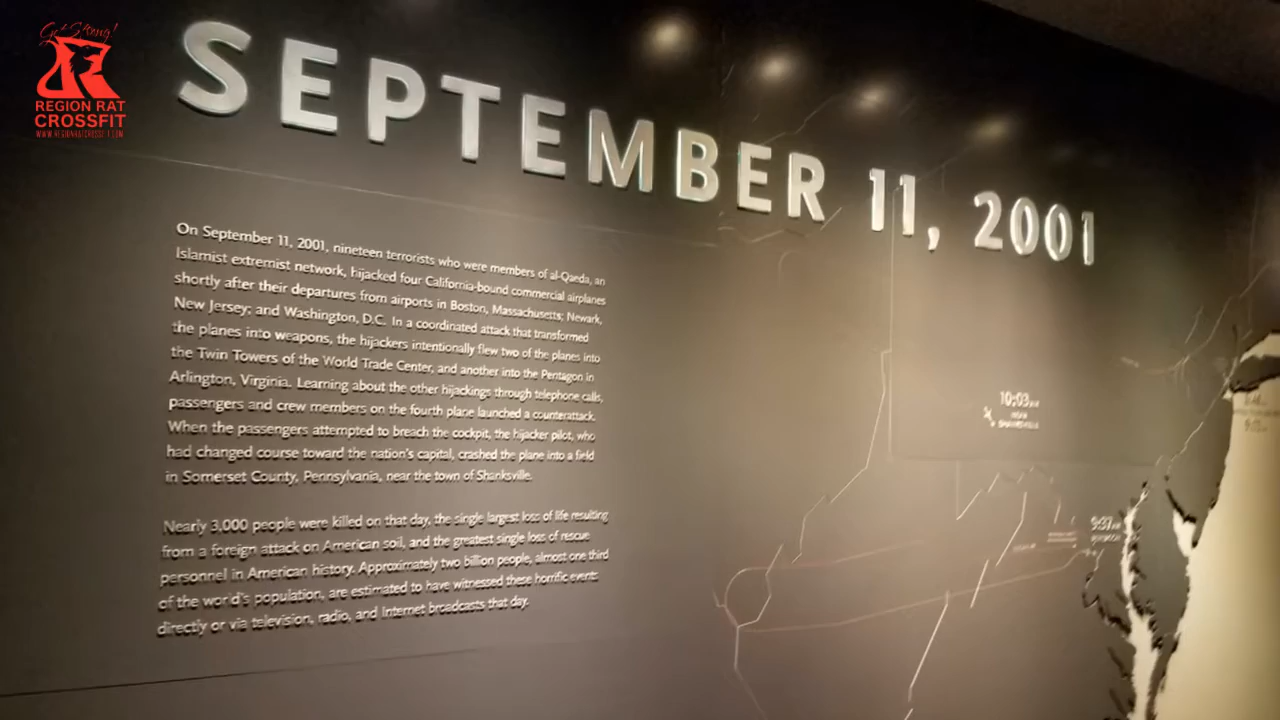 Get Strong!
REGION RAT
CROSSFIT
WWW.REGIONRATCROSSFIT.COM
SEPTEMBER 11, 2001
On September 11, 2001, nineteen terrorists who were members of al-Qaeda, an
Islamist extremist network, hijacked four California-bound commercial airplanes
shortly after their departures from airports in Boston, Massachusetts; Newark,
New Jersey; and Washington, D.C. In a coordinated attack that transformed
the planes into weapons, the hijackers intentionally flew two of the planes into
the Twin Towers of the World Trade Center, and another into the Pentagon in
Arlington, Virginia. Learning about the other hijackings through telephone calls,
passengers and crew members on the fourth plane launched a counterattack.
When the passengers attempted to breach the cockpit, the hijacker pilot, who
had changed course toward the nation's capital, crashed the plane into a field
in Somerset County, Pennsylvania, near the town of Shanksville.
Nearly 3,000 people were killed on that day, the single largest loss of life resulting
from a foreign attack on American soil, and the greatest single loss of rescue
personnel in American history. Approximately two billion people, almost one third
of the world's population, are estimated to have witnessed these horrific events
directly or via television, radio, and Internet broadcasts that day.
10:03 AM
SHANKSVILLE
9:37 AM